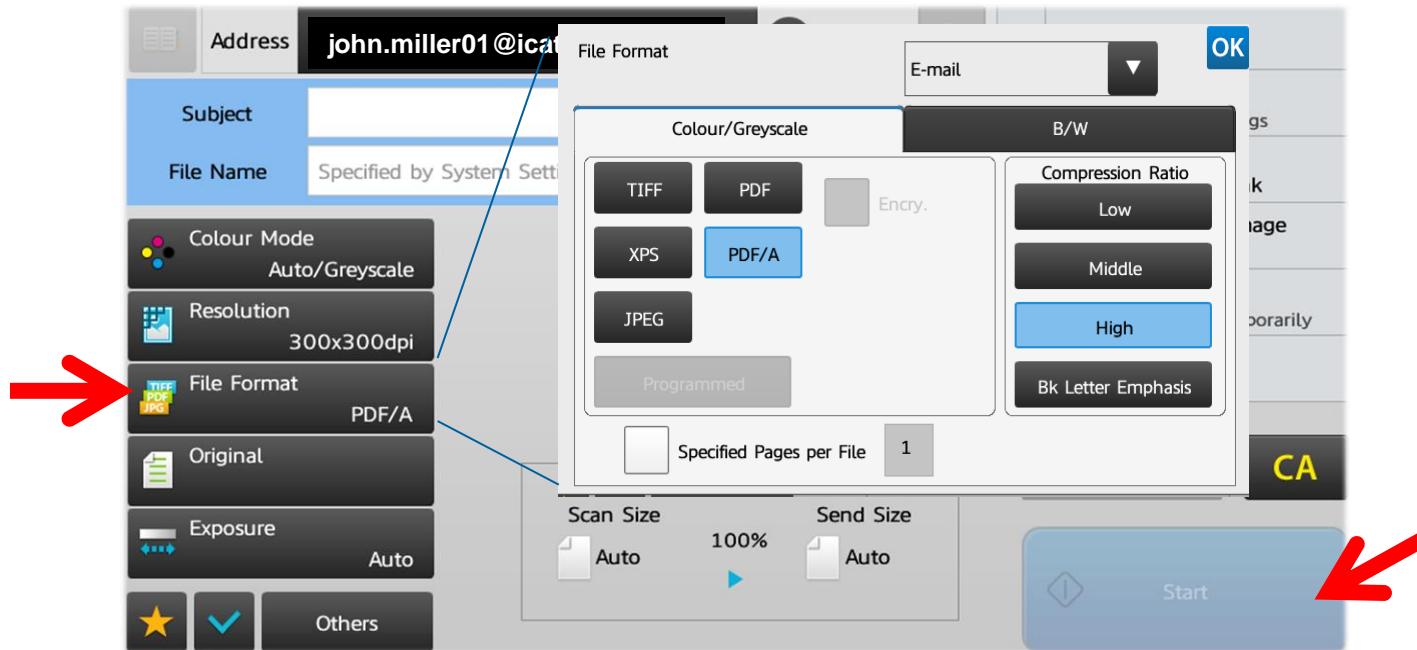 Address
john.miller01@icat
Subject
File Name
Specified by System Setti
Colour Mode
Auto/Greyscale
Resolution
300x300dpi
TIFF
PDF
JPG
File Format
PDF/A
Original
Exposure
Auto
Others
File Format
E-mail
OK
Colour/Greyscale
B/W
TIFF
PDF
Encry.
XPS
PDF/A
JPEG
Programmed
Compression Ratio
Low
Middle
High
Bk Letter Emphasis
Specified Pages per File
1
Scan Size
Auto
100%
Send Size
Auto
gs
nage
porarily
CA
Start